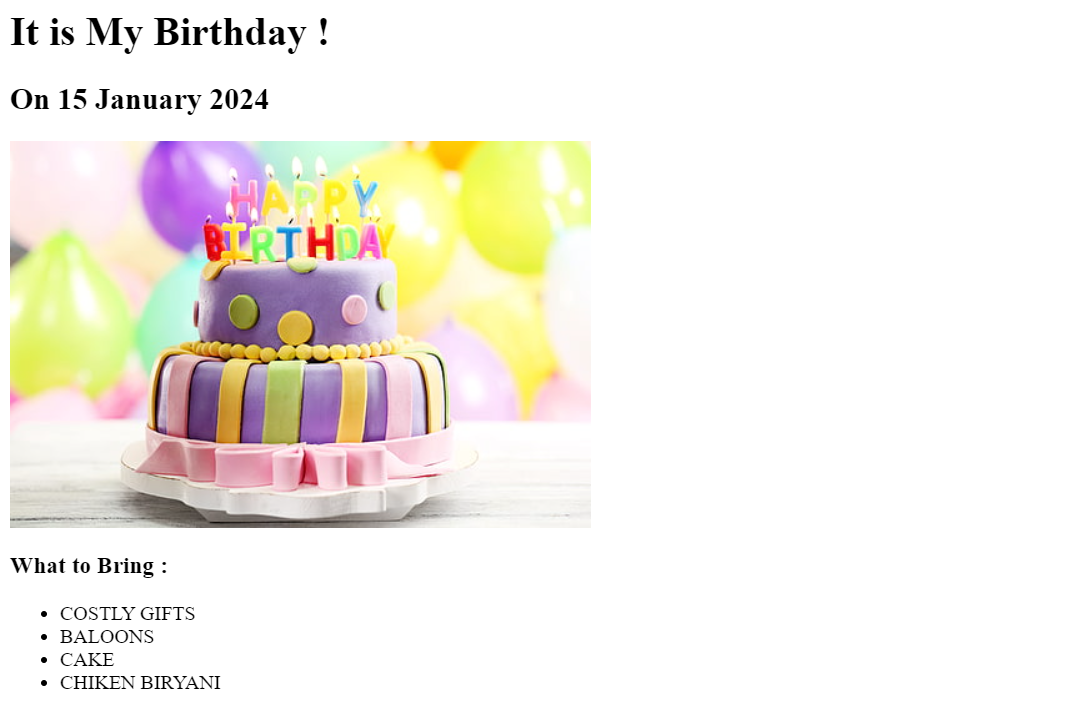 It is My Birthday !
On 15 January 2024
HAPPY
BIRTHDAY
What to Bring :
COSTLY GIFTS
BALOONS
CAKE
CHIKEN BIRYANI